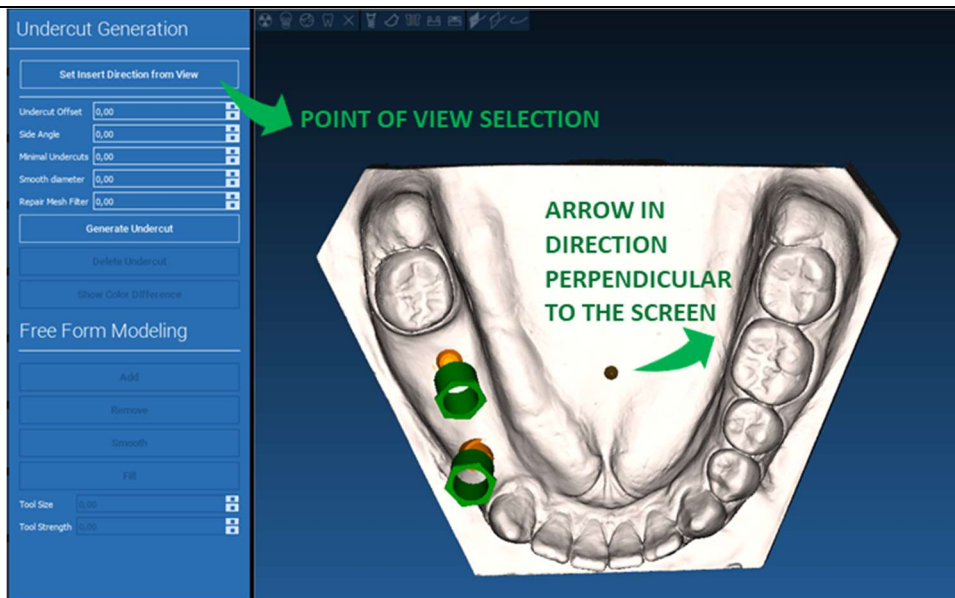 Undercut Generation
Set Insert Direction from View
Undercut Offset 0,00
Side Angle 0,00
Minimal Undercuts 0,00
Smooth diameter 0,00
Repair Mesh Filter 0,00
Generate Undercut
Delete Undercut
Show Color Difference
Free Form Modeling
Add
Remove
Smooth
Fill
Tool Size 0,00
Tool Strength 0,00
POINT OF VIEW SELECTION
ARROW IN
DIRECTION
PERPENDICULAR
TO THE SCREEN